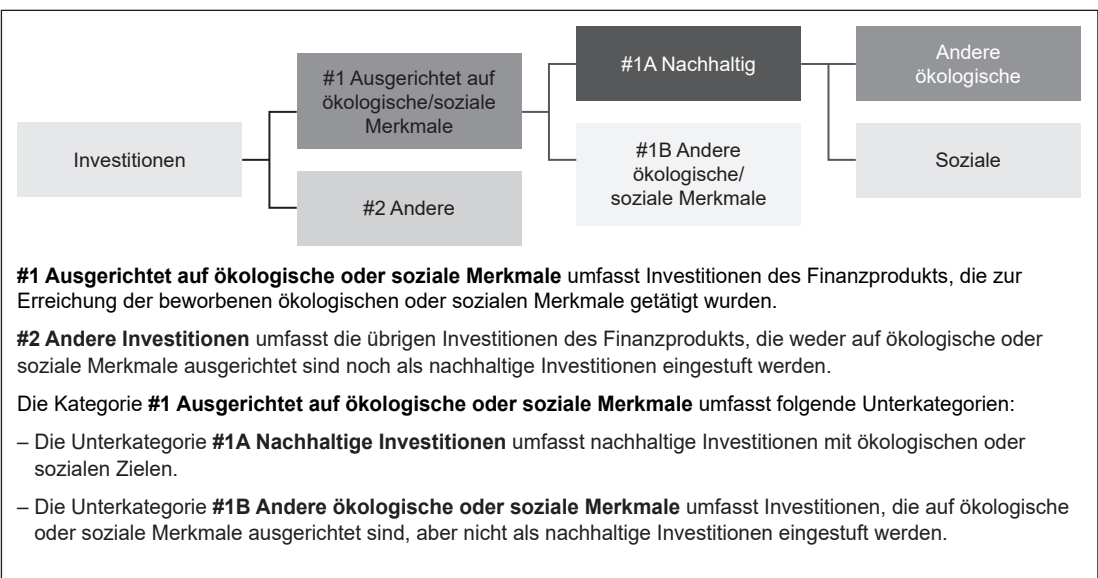 Investitionen
#1 Ausgerichtet auf
ökologische/soziale
Merkmale
#2 Andere
#1A Nachhaltig
#1B Andere
ökologische/
soziale Merkmale
Andere
ökologische
Soziale
#1 Ausgerichtet auf ökologische oder soziale Merkmale umfasst Investitionen des Finanzprodukts, die zur
Erreichung der beworbenen ökologischen oder sozialen Merkmale getätigt wurden.
#2 Andere Investitionen umfasst die übrigen Investitionen des Finanzprodukts, die weder auf ökologische oder
soziale Merkmale ausgerichtet sind noch als nachhaltige Investitionen eingestuft werden.
Die Kategorie #1 Ausgerichtet auf ökologische oder soziale Merkmale umfasst folgende Unterkategorien:
– Die Unterkategorie #1A Nachhaltige Investitionen umfasst nachhaltige Investitionen mit ökologischen oder
sozialen Zielen.
– Die Unterkategorie #1B Andere ökologische oder soziale Merkmale umfasst Investitionen, die auf ökologische
oder soziale Merkmale ausgerichtet sind, aber nicht als nachhaltige Investitionen eingestuft werden.